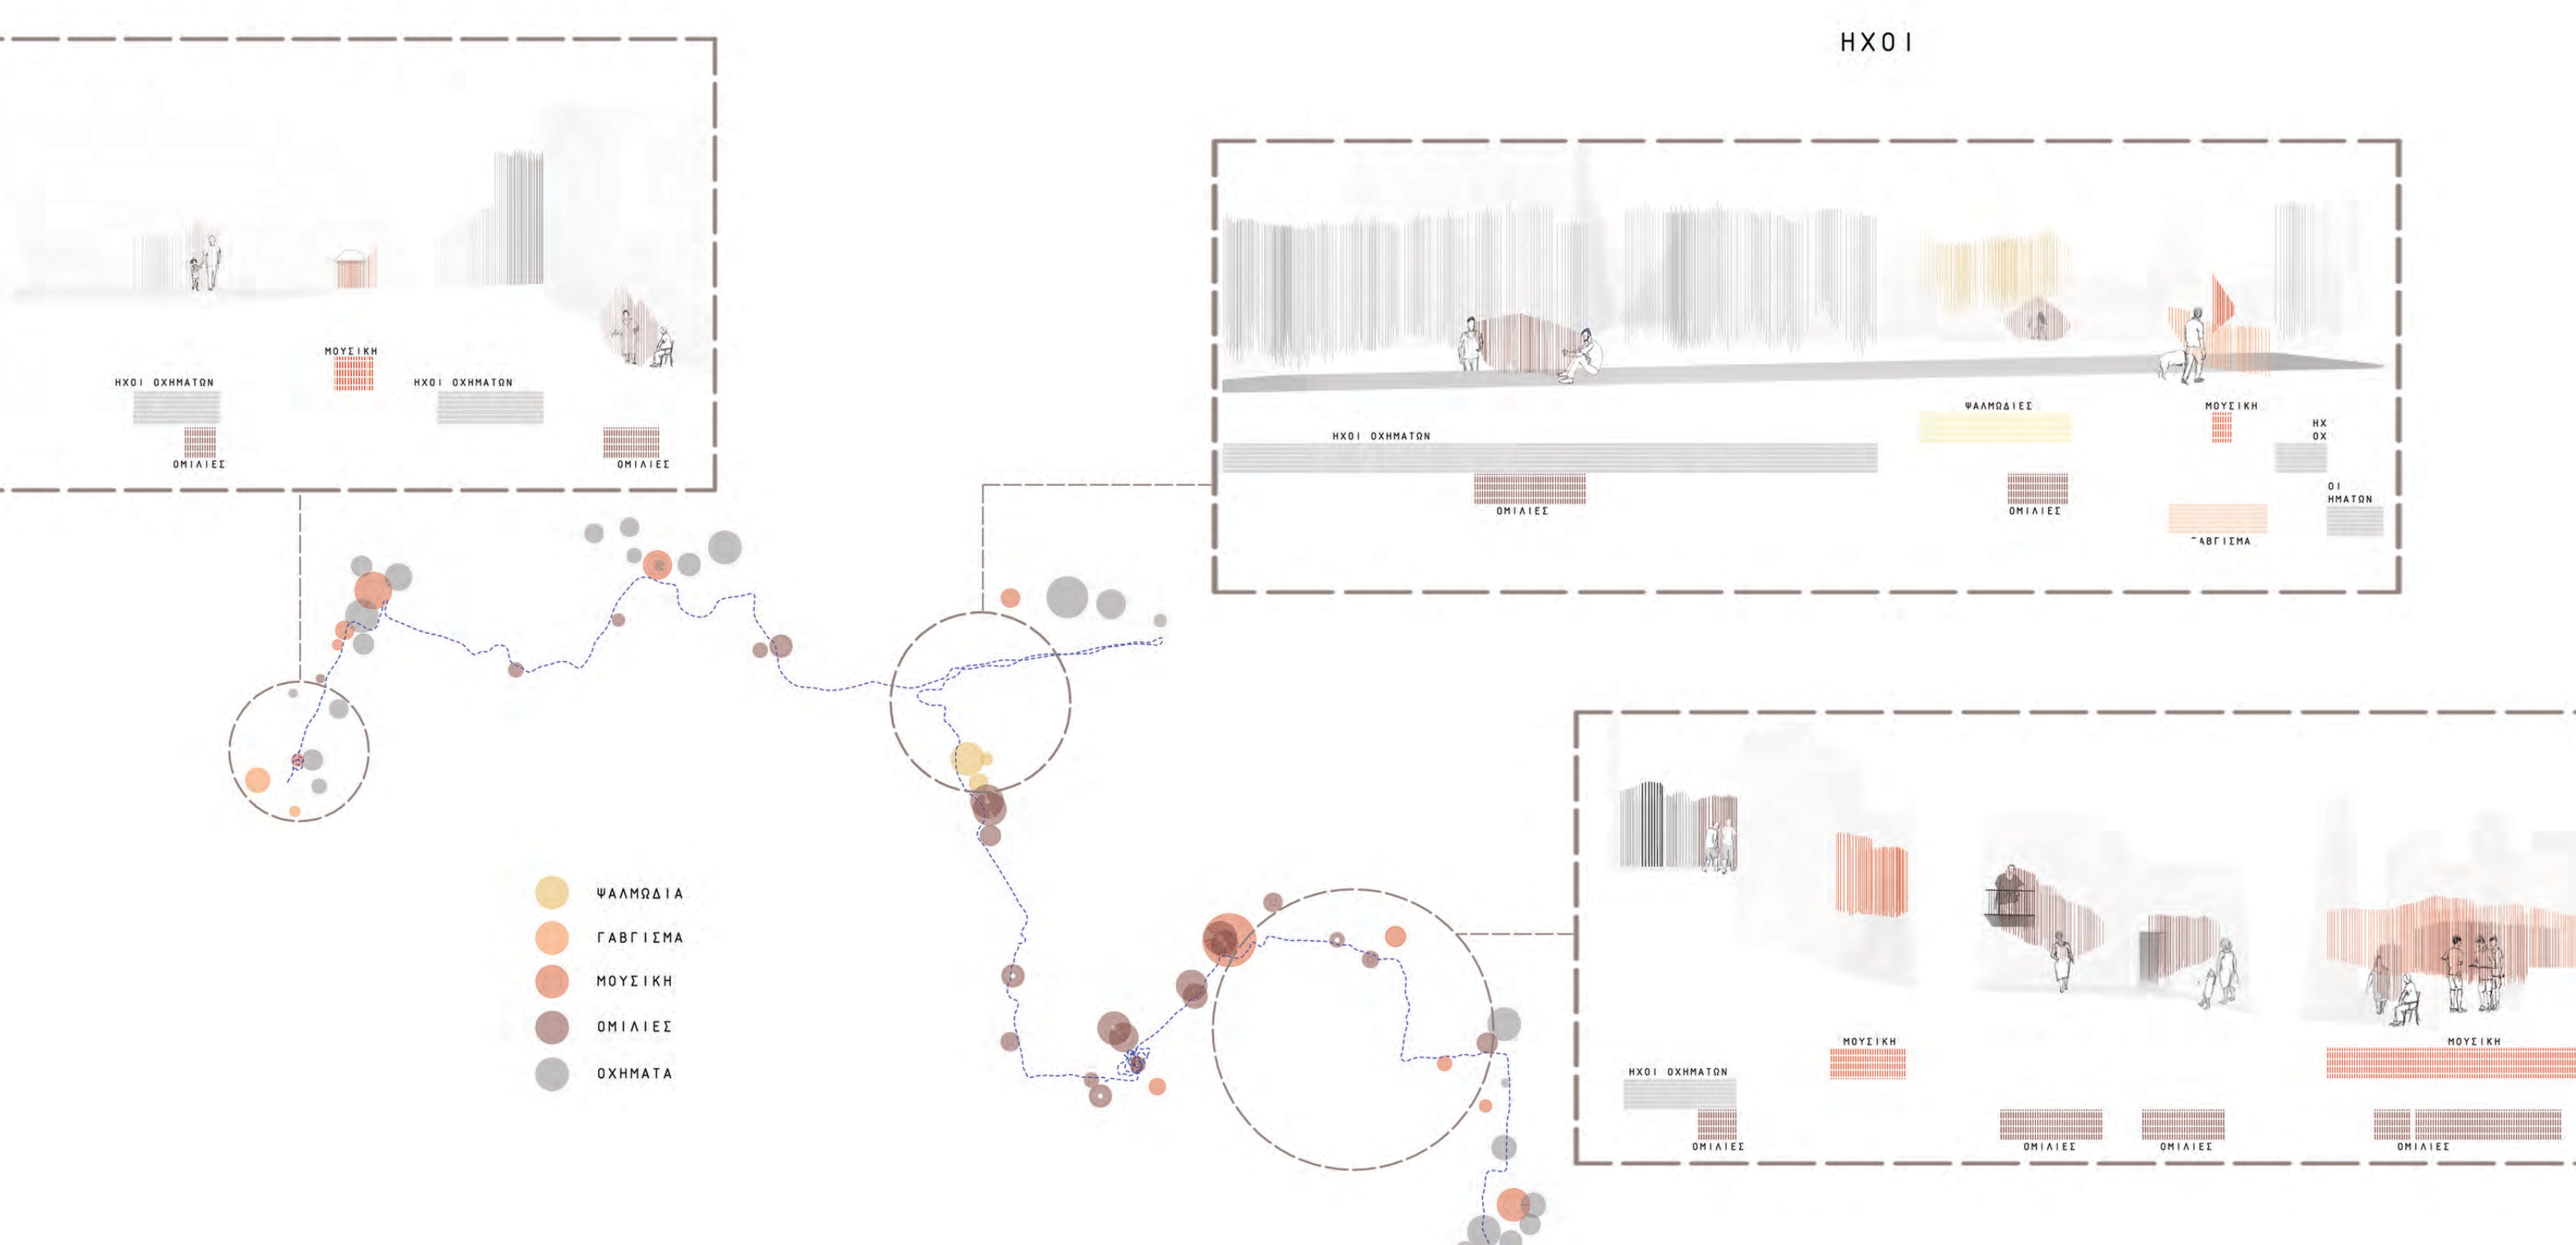 ΗΧΟΙ
ΜΟΥΣΙΚΗ
ΗΧΟΙ ΟΧΗΜΑΤΩΝ
ΗΧΟΙ ΟΧΗΜΑΤΩΝ
ΟΜΙΛΙΕΣ
ΟΜΙΛΙΕΣ
ΨΑΛΜΩΔΙΕΣ
ΜΟΥΣΙΚΗ
ΗΧΟΙ ΟΧΗΜΑΤΩΝ
ΗΧ
ΟΧ
ΟΙ
ΗΜΑΤΩΝ
ΟΜΙΛΙΕΣ
ΟΜΙΛΙΕΣ
ΑΒΓΙΣΜΑ
ΨΑΛΜΩΔΙΑ
ΓΑΒΓΙΣΜΑ
ΜΟΥΣΙΚΗ
ΟΜΙΛΙΕΣ
ΟΧΗΜΑΤΑ
ΜΟΥΣΙΚΗ
ΜΟΥΣΙΚΗ
ΗΧΟΙ ΟΧΗΜΑΤΩΝ
ΟΜΙΛΙΕΣ
ΟΜΙΛΙΕΣ
ΟΜΙΛΙΕΣ
ΟΜΙΛΙΕΣ